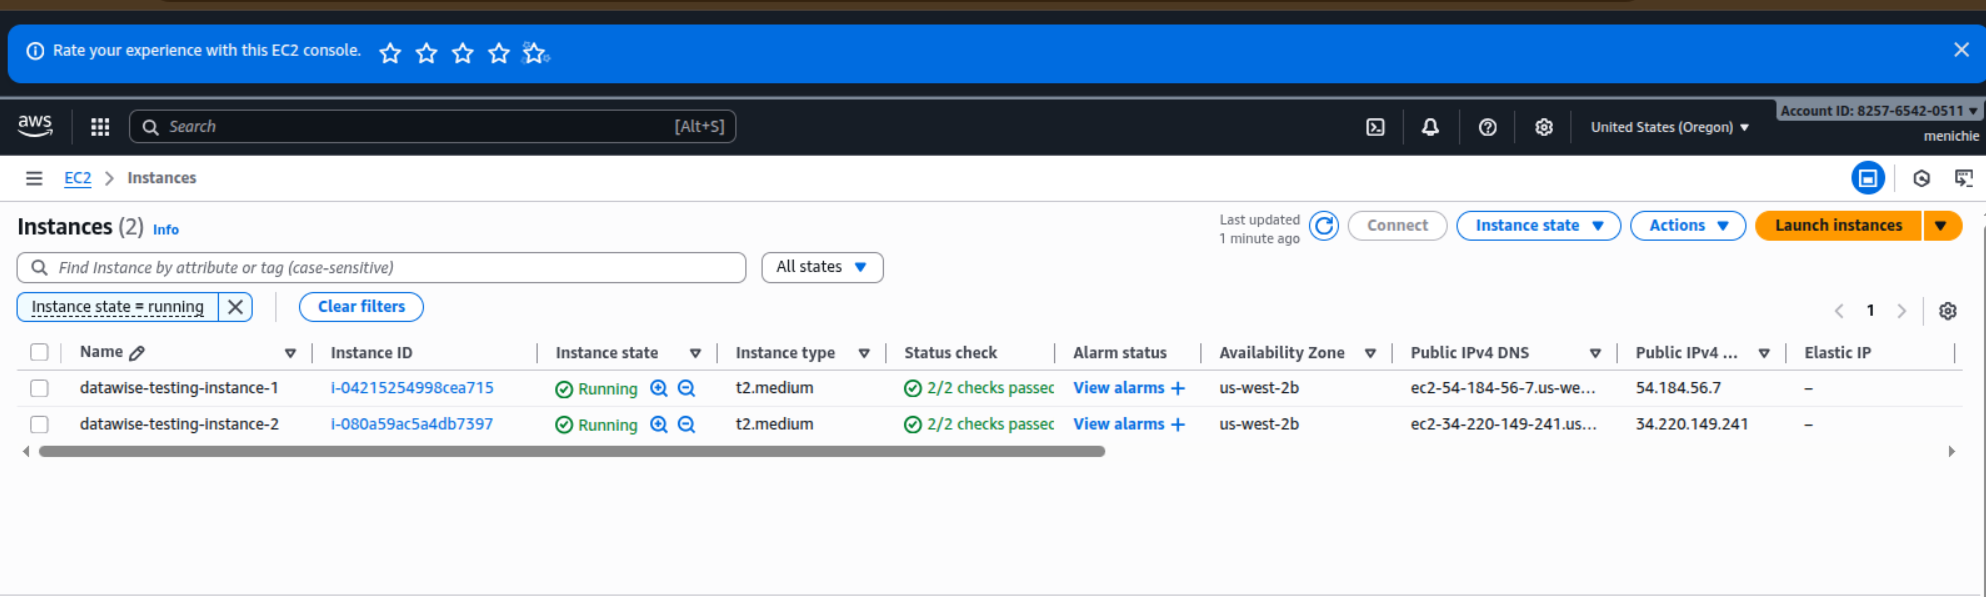 Rate your experience with this EC2 console.
aws
Search [Alt+S]
United States (Oregon)
Account ID: 8257-6542-0511
menichie
EC2 > Instances
Instances (2) Info
Last updated
1 minute ago
Connect
Instance state
Actions
Launch instances
Find Instance by attribute or tag (case-sensitive)
All states
Instance state = running
Clear filters
1
Name Instance ID Instance state Instance type Status check Alarm status Availability Zone Public IPv4 DNS Public IPv4 ... Elastic IP
datawise-testing-instance-1 i-04215254998cea715 Running t2.medium 2/2 checks passec View alarms + us-west-2b ec2-54-184-56-7.us-we... 54.184.56.7 –
datawise-testing-instance-2 i-080a59ac5a4db7397 Running t2.medium 2/2 checks passec View alarms + us-west-2b ec2-34-220-149-241.us... 34.220.149.241 –